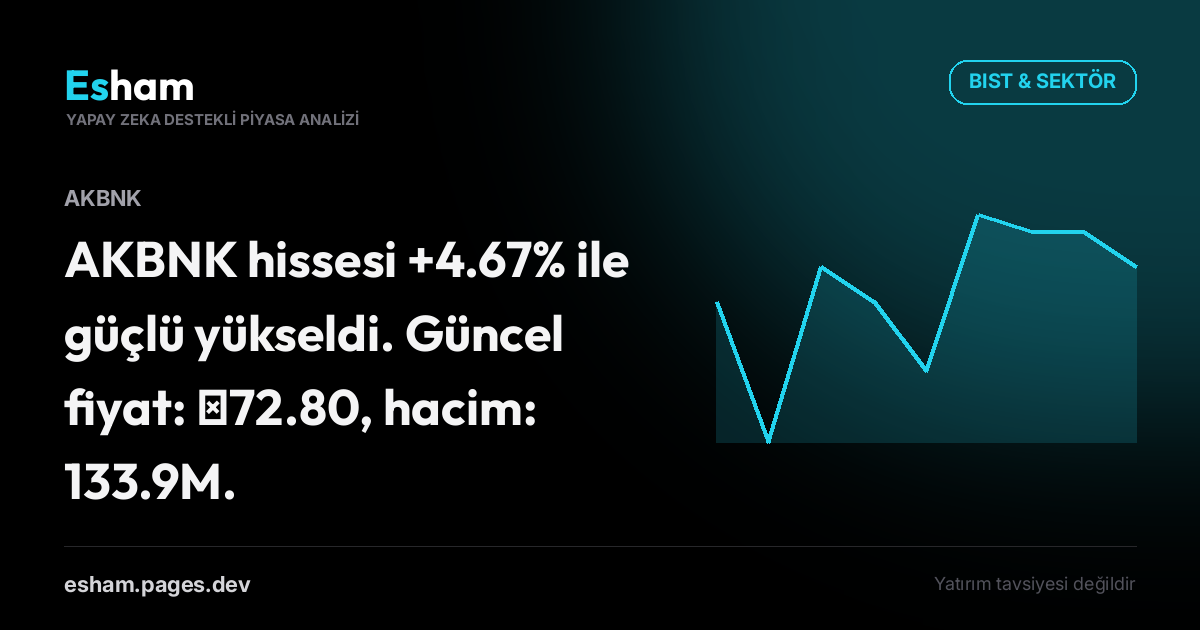 Esham
YAPAY ZEKA DESTEKLİ PİYASA ANALİZİ
BIST & SEKTÖR
AKBNK
AKBNK hissesi +4.67% ile
güçlü yükseldi. Güncel
fiyat: 72.80, hacim:
133.9M.
esham.pages.dev
Yatırım tavsiyesi değildir